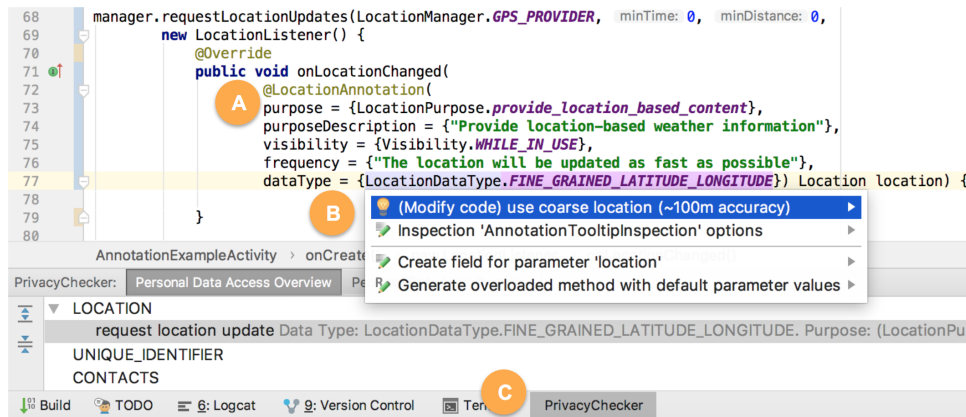 68 manager.requestLocationUpdates(LocationManager.GPS_PROVIDER, minTime: 0, minDistance: 0,
69 new LocationListener() {
70 @Override
71 public void onLocationChanged(
72 @LocationAnnotation(
A
73 purpose = {LocationPurpose.provide_location_based_content},
74 purposeDescription = {"Provide location-based weather information"},
75 visibility = {Visibility.WHILE_IN_USE},
76 frequency = {"The location will be updated as fast as possible"},
77 dataType = {LocationDataType.FINE_GRAINED_LATITUDE_LONGITUDE}) Location location) {
78
B
(Modify code) use coarse location (~100m accuracy)
79 }
Inspection 'AnnotationTooltipInspection' options
80
Create field for parameter 'location'
Generate overloaded method with default parameter values
AnnotationExampleActivity › onCreate
PrivacyChecker: Personal Data Access Overview
LOCATION
request location update Data Type: LocationDataType.FINE_GRAINED_LATITUDE_LONGITUDE. Purpose: (LocationPu
UNIQUE_IDENTIFIER
CONTACTS
C
Build TODO 6: Logcat 9: Version Control Ter PrivacyChecker